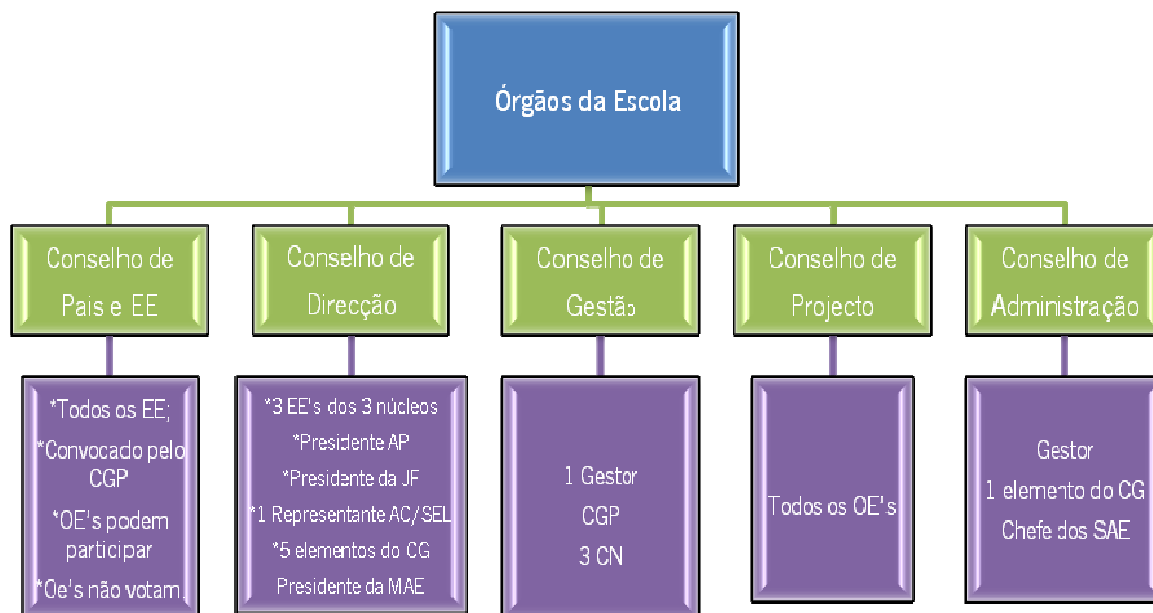 Órgãos da Escola
Conselho de
Pais e EE
*Todos os EE;
*Convocado pelo
CGP
*OE's podem
participar
*Oe's não votam.
Conselho de
Direcção
*3 EE's dos 3 núcleos
*Presidente AP
*Presidente da JF
*1 Representante AC/SEL
*5 elementos do CG
Presidente da MAE
Conselho de
Gestão
1 Gestor
CGP
3 CN
Conselho de
Projecto
Todos os OE's
Conselho de
Administração
Gestor
1 elemento do CG
Chefe dos SAE